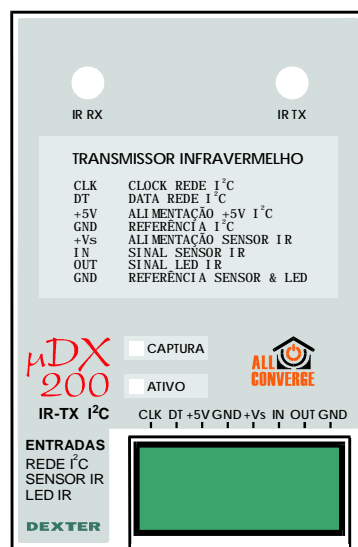 IR RX IR TX
TRANSMISSOR INFRAVERMELHO
CLK CLOCK REDE I²C
DT DATA REDE I²C
+5V ALIMENTAÇÃO +5V I²C
GND REFERÊNCIA I²C
+Vs ALIMENTAÇÃO SENSOR IR
IN SINAL SENSOR IR
OUT SINAL LED IR
GND REFERÊNCIA SENSOR & LED
µDX
200
CAPTURA
ATIVO
ALL
CONVERGE
IR-TX I²C
CLK DT +5V GND +Vs IN OUT GND
ENTRADAS
REDE I²C
SENSOR IR
LED IR
DEXTER